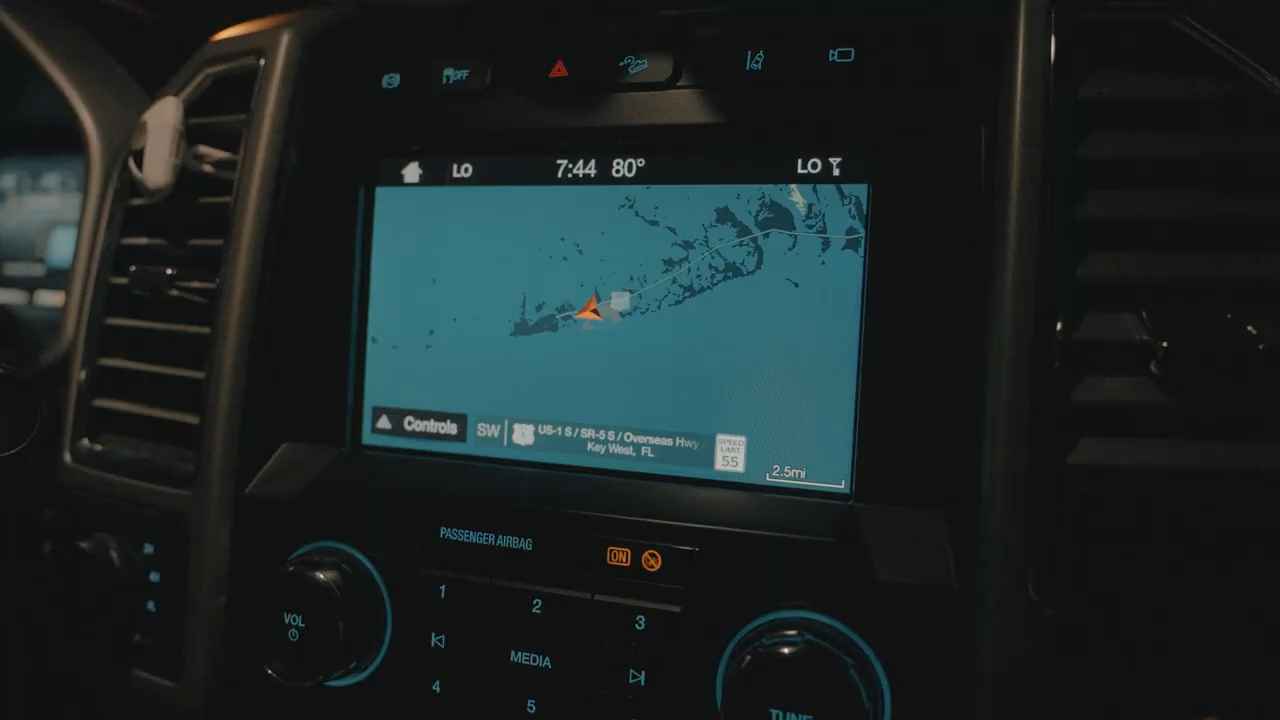 OFF
LO 7:44 80° LO
Controls SW US-1 S / SR-5 S / Overseas Hwy
Key West, FL
SPEED
LIMIT
55
2.5mi
PASSENGER AIRBAG ON
1 2 3
VOL
MEDIA
4 5
TUNE